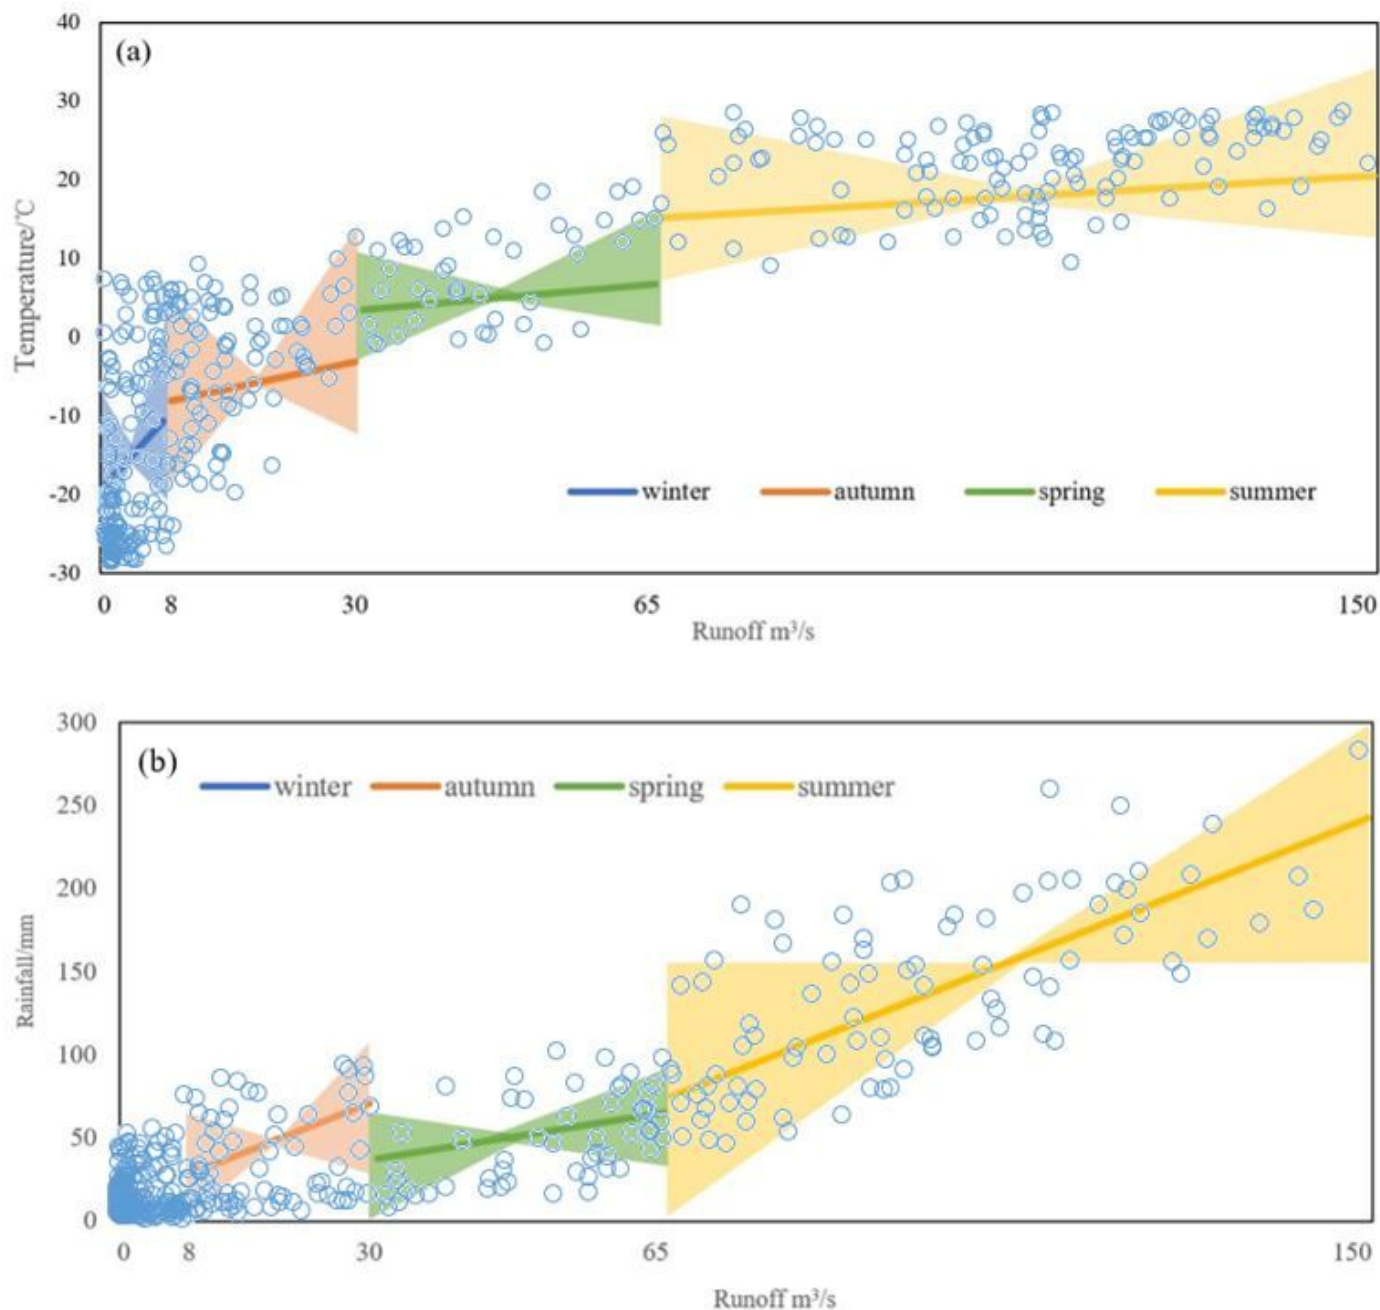 (a)
40
30
20
10
0
-10
-20
-30
Temperature/℃
winter autumn spring summer
0 8 30 65 150
Runoff m³/s
(b)
300
250
200
150
100
50
0
Rainfall/mm
winter autumn spring summer
0 8 30 65 150
Runoff m³/s